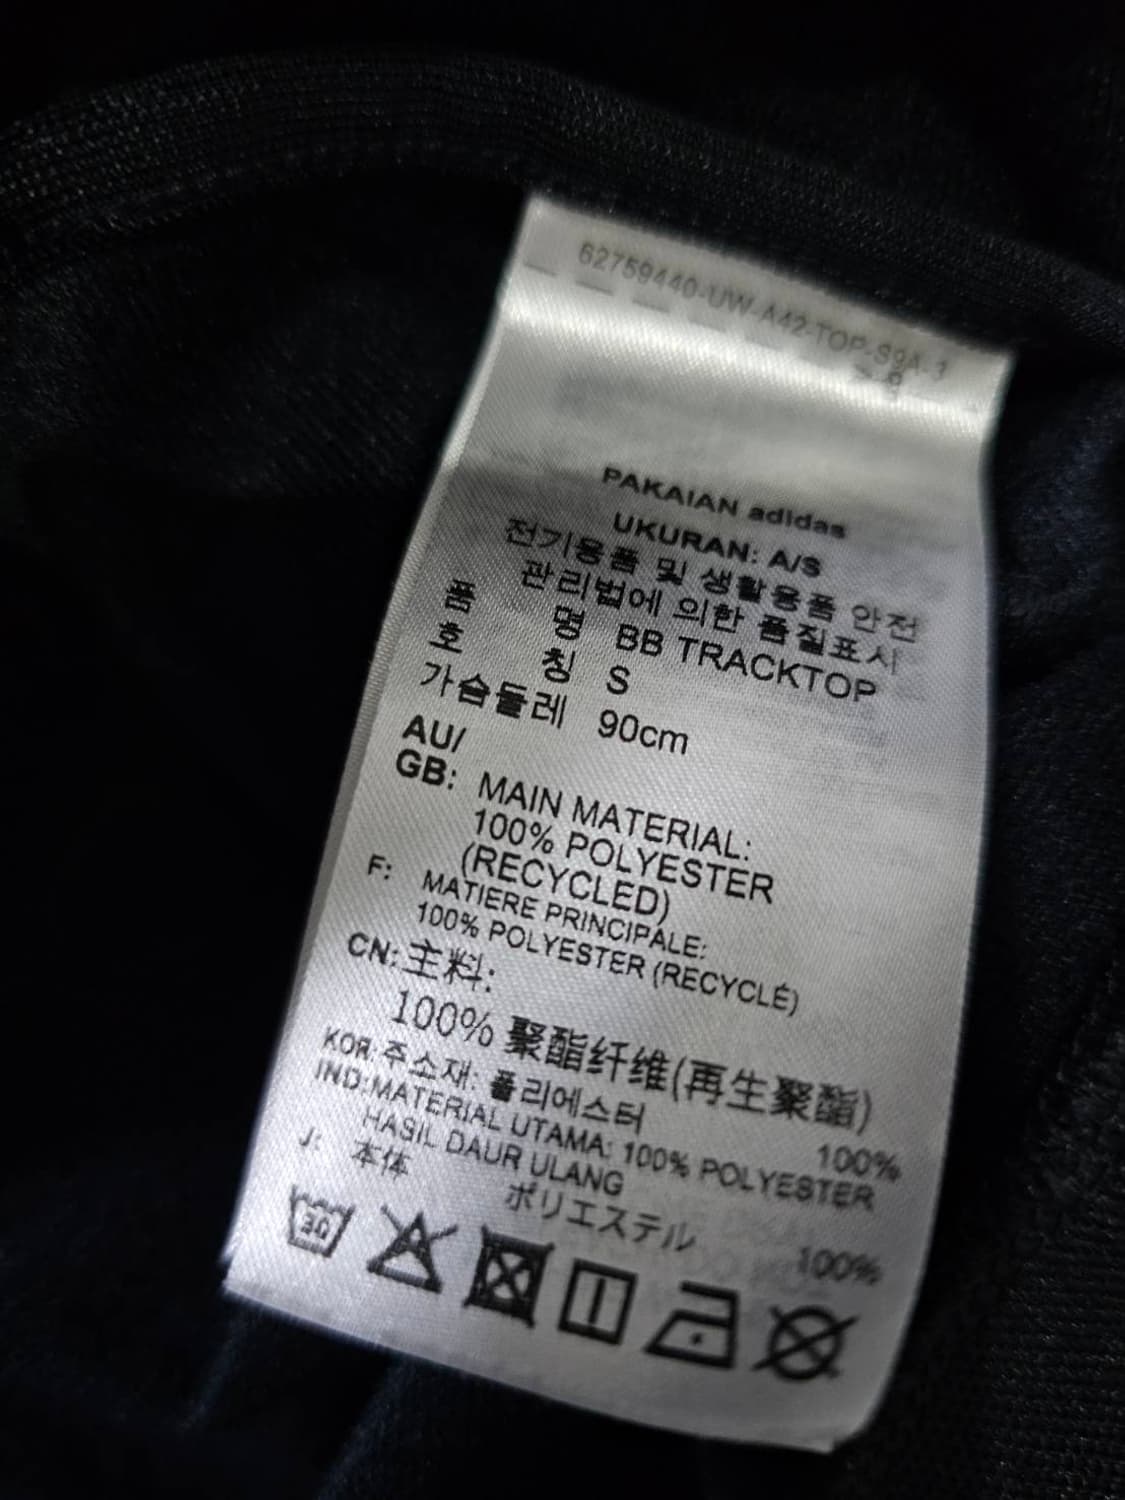 62759440-UW-A42-TOP-S9A-1
PAKAIAN adidas
UKURAN: A/S
전기용품 및 생활용품 안전
관리법에 의한 품질표시
품 명 BB TRACKTOP
호 칭 S
가슴둘레 90cm
AU/
GB: MAIN MATERIAL:
100% POLYESTER
(RECYCLED)
F: MATIERE PRINCIPALE:
100% POLYESTER (RECYCLÉ)
CN: 主料:
100% 聚酯纤维(再生聚酯)
KOR: 주소재: 폴리에스터 100%
IND: MATERIAL UTAMA: 100% POLYESTER
HASIL DAUR ULANG
J: 本体
ポリエステル 100%